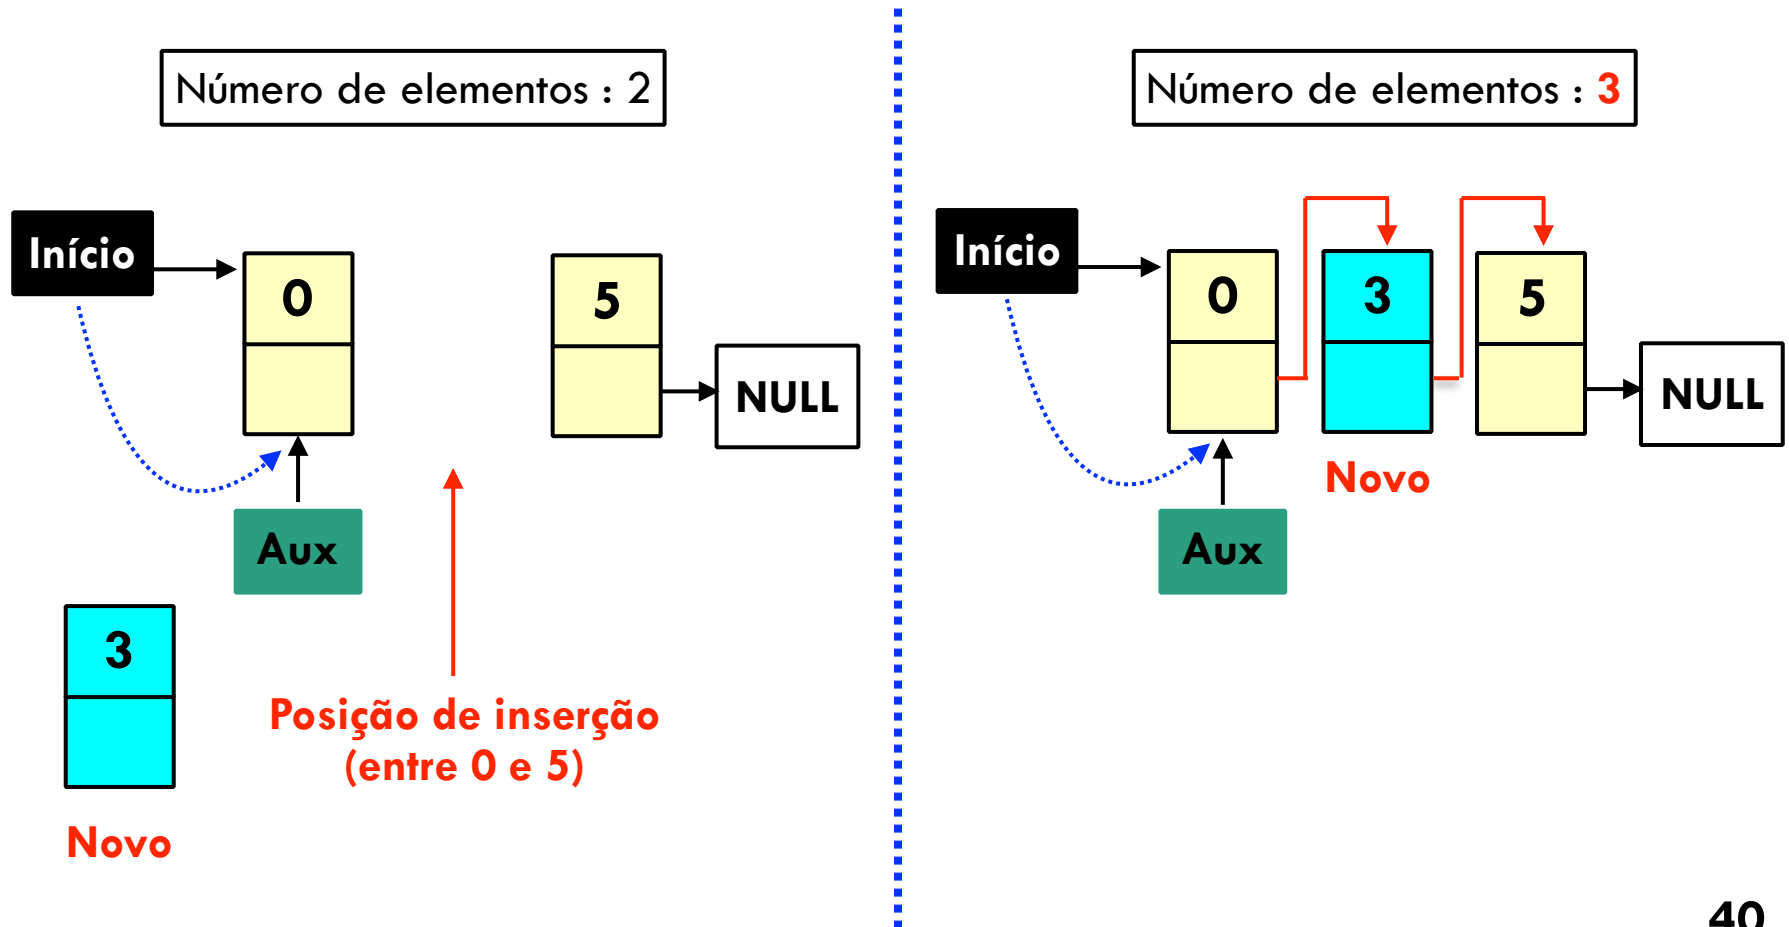 Número de elementos : 2
Início
0
5
NULL
Aux
3
Posição de inserção
(entre 0 e 5)
Novo
Número de elementos : 3
Início
0
3
5
NULL
Novo
Aux
40